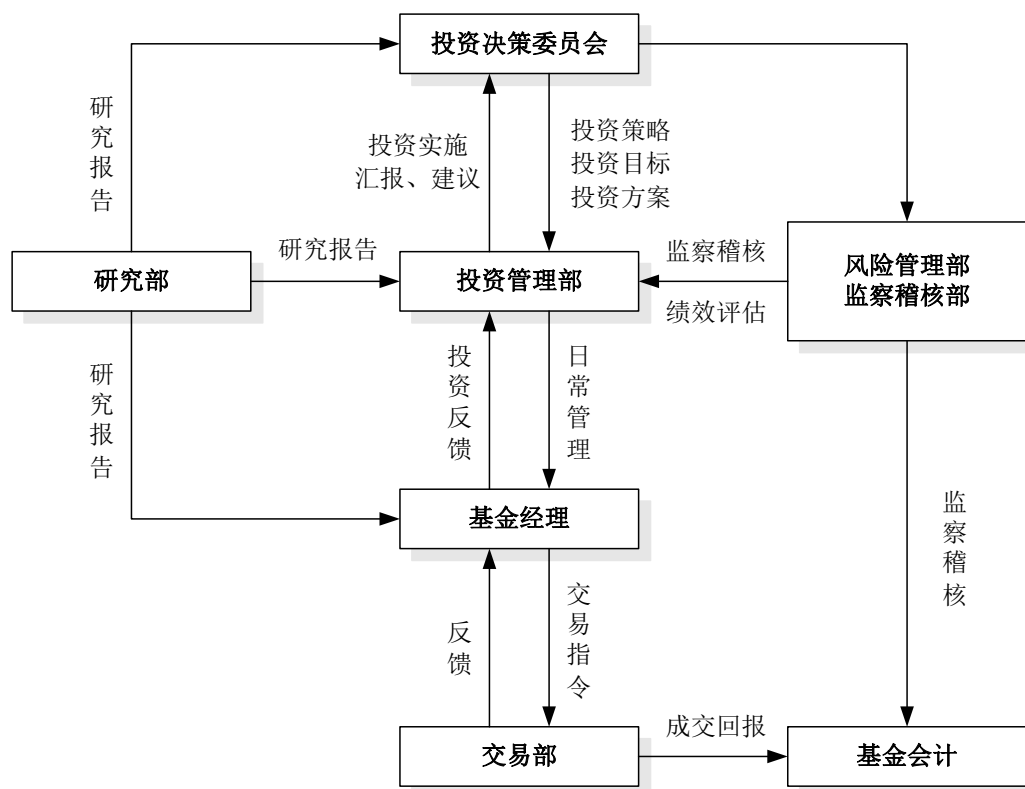 投资决策委员会
研究报告
投资实施
汇报、建议
投资策略
投资目标
投资方案
研究部
研究报告
投资管理部
监察稽核
绩效评估
风险管理部
监察稽核部
研究报告
投资反馈
日常管理
基金经理
监察稽核
反馈
交易指令
交易部
成交回报
基金会计